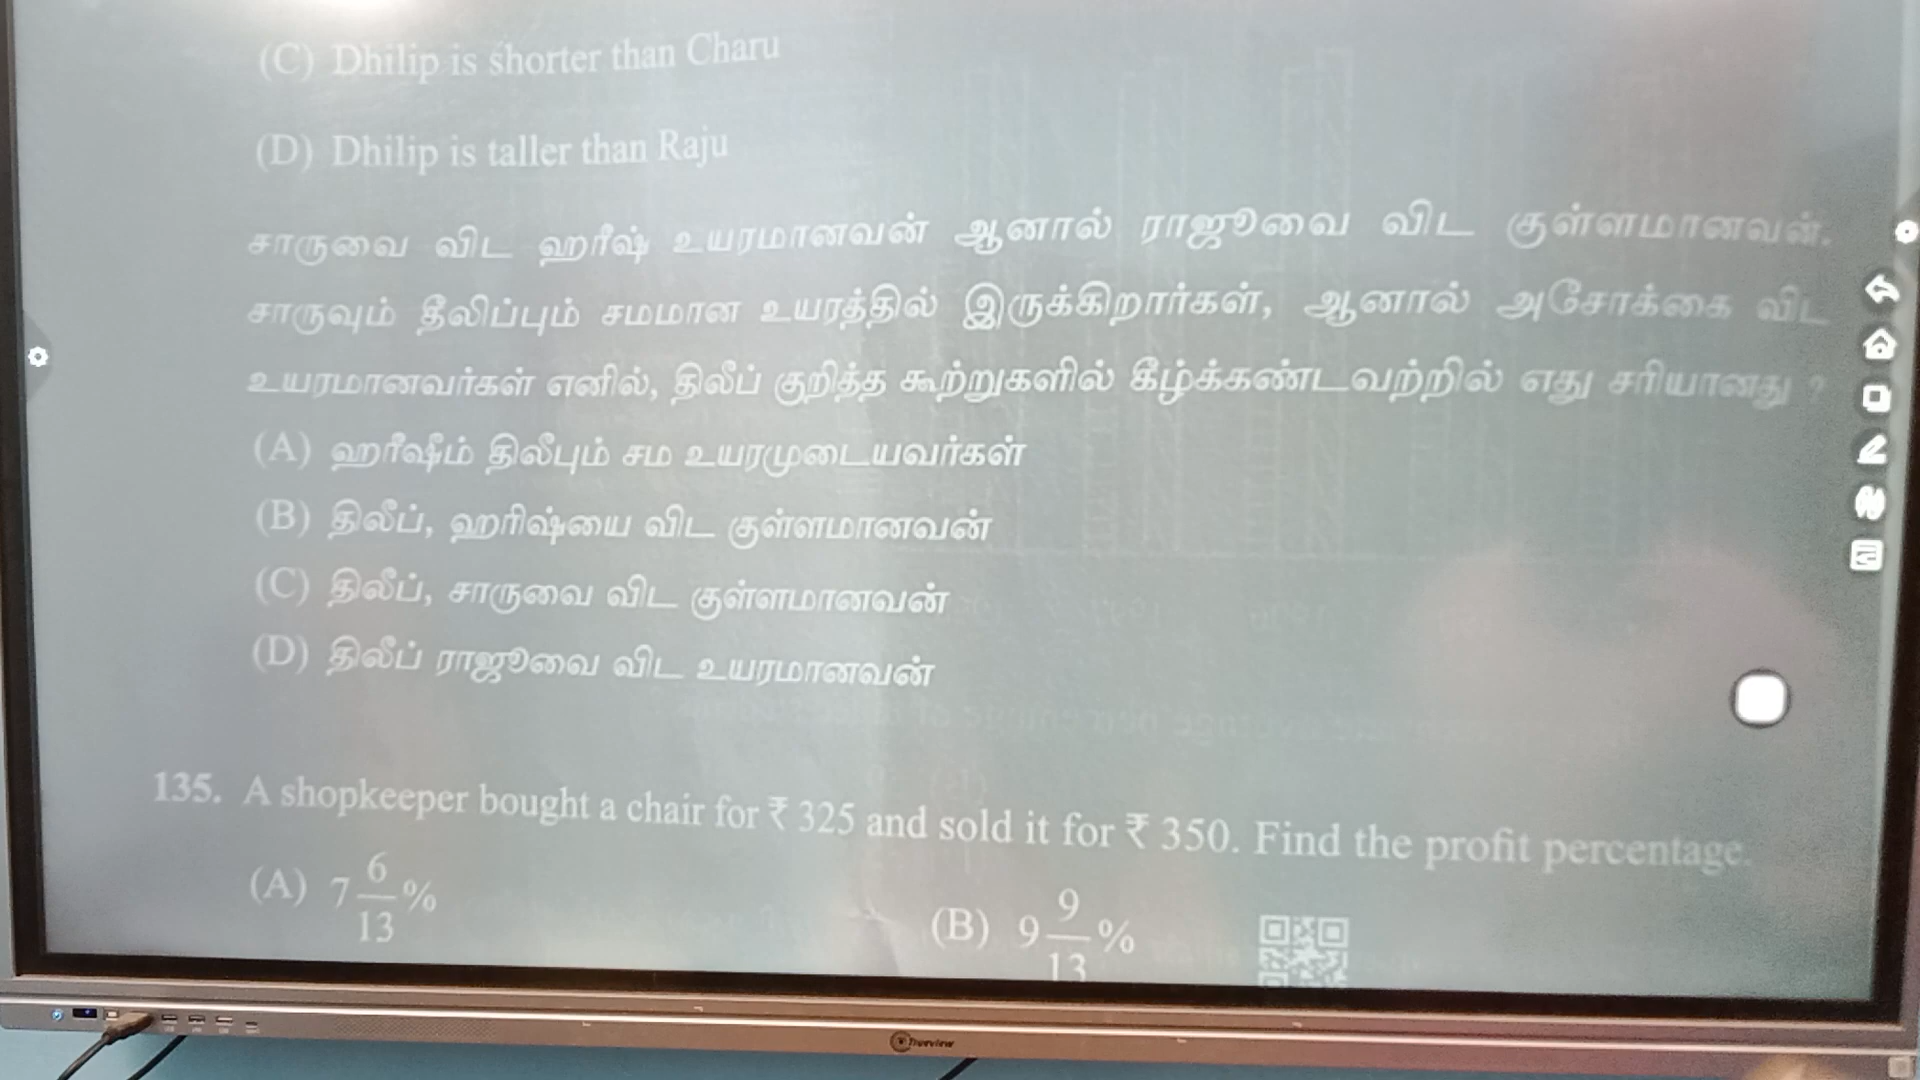 (C) Dhilip is shorter than Charu
(D) Dhilip is taller than Raju
சாருவை விட ஹரீஷ் உயரமானவன் ஆனால் ராஜூவை விட குள்ளமானவன்.
சாருவும் தீலிப்பும் சமமான உயரத்தில் இருக்கிறார்கள், ஆனால் அசோக்கை விட
உயரமானவர்கள் எனில், திலீப் குறித்த கூற்றுகளில் கீழ்க்கண்டவற்றில் எது சரியானது ?
(A) ஹரீஷீம் திலீபும் சம உயரமுடையவர்கள்
(B) திலீப், ஹரிஷ்யை விட குள்ளமானவன்
(C) திலீப், சாருவை விட குள்ளமானவன்
(D) திலீப் ராஜூவை விட உயரமானவன்
135. A shopkeeper bought a chair for ₹ 325 and sold it for ₹ 350. Find the profit percentage.
(A) 7 6/13 % (B) 9 9/13 %
Trueview